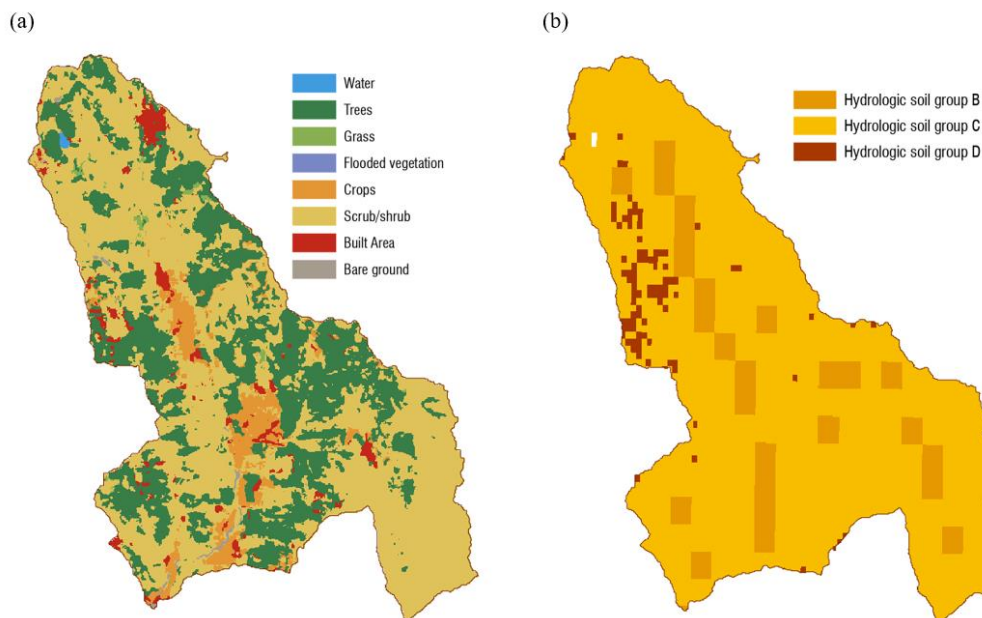 (a)
Water
Trees
Grass
Flooded vegetation
Crops
Scrub/shrub
Built Area
Bare ground
(b)
Hydrologic soil group B
Hydrologic soil group C
Hydrologic soil group D